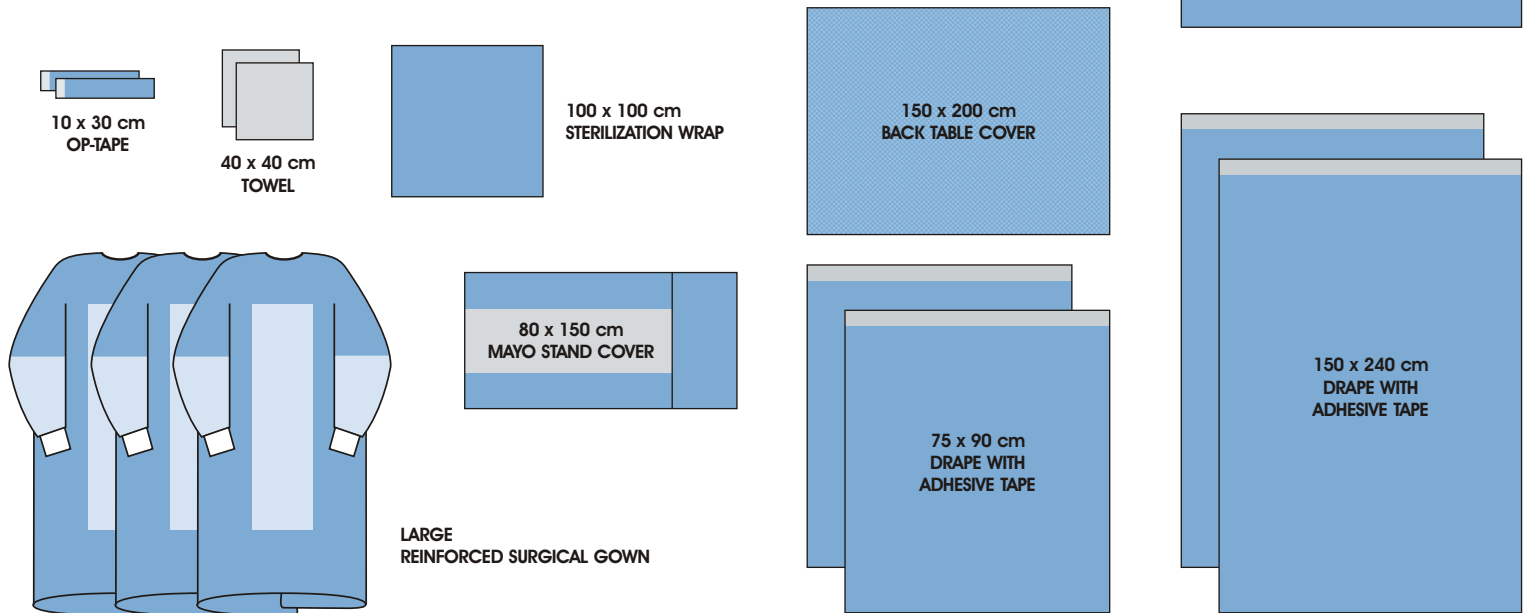 10 x 30 cm
OP-TAPE
40 x 40 cm
TOWEL
100 x 100 cm
STERILIZATION WRAP
150 x 200 cm
BACK TABLE COVER
80 x 150 cm
MAYO STAND COVER
LARGE
REINFORCED SURGICAL GOWN
75 x 90 cm
DRAPE WITH
ADHESIVE TAPE
150 x 240 cm
DRAPE WITH
ADHESIVE TAPE